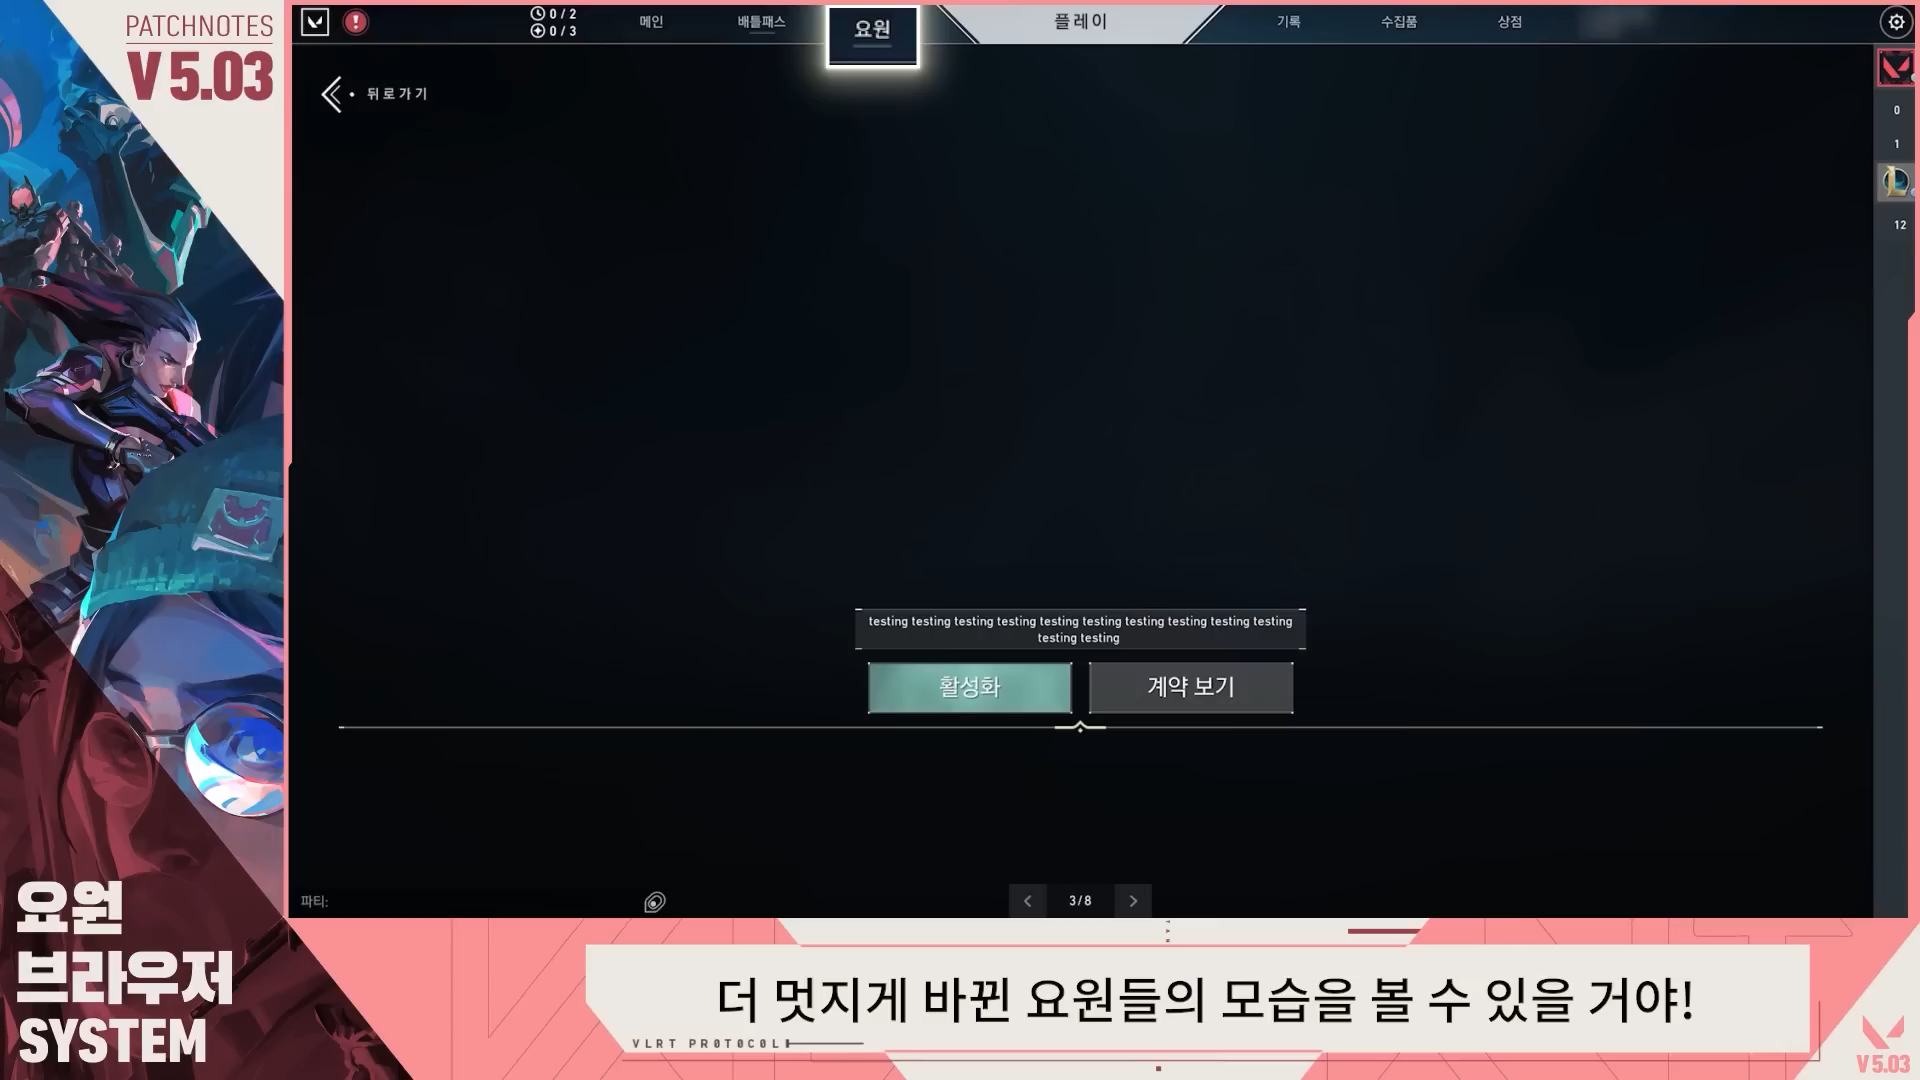 PATCHNOTES
V 5.03
0 / 2
0 / 3
메인
배틀패스
요원
플레이
기록
수집품
상점
뒤로가기
0
1
12
testing testing testing testing testing testing testing testing testing testing
testing testing
활성화
계약 보기
파티:
3/8
요원
브라우저
SYSTEM
더 멋지게 바뀐 요원들의 모습을 볼 수 있을 거야!
VLRT PR0T0C0L
V 5.03